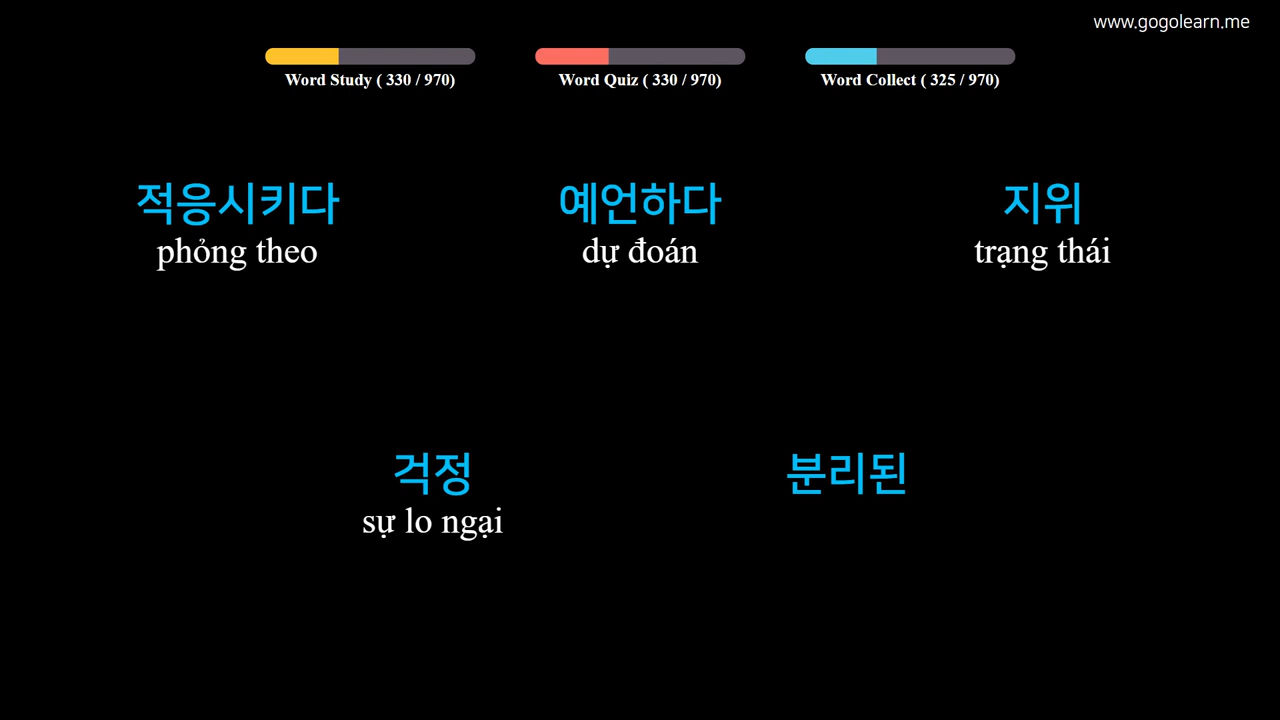 www.gogolearn.me
Word Study ( 330 / 970)
Word Quiz ( 330 / 970)
Word Collect ( 325 / 970)
적응시키다
phỏng theo
예언하다
dự đoán
지위
trạng thái
걱정
sự lo ngại
분리된